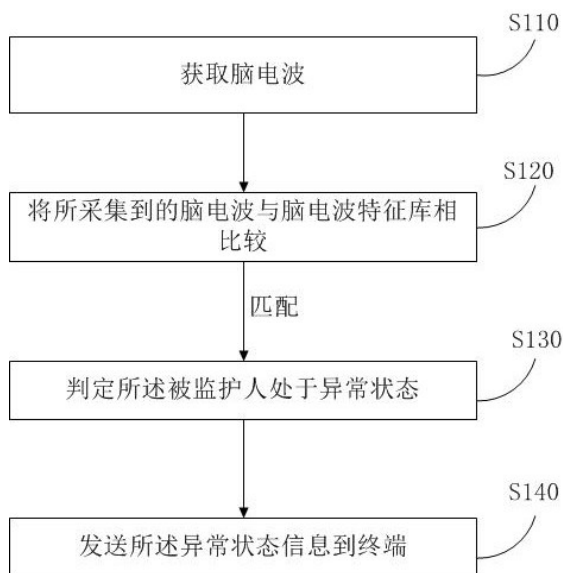 S110
获取脑电波
S120
将所采集到的脑电波与脑电波特征库相
比较
匹配
S130
判定所述被监护人处于异常状态
S140
发送所述异常状态信息到终端